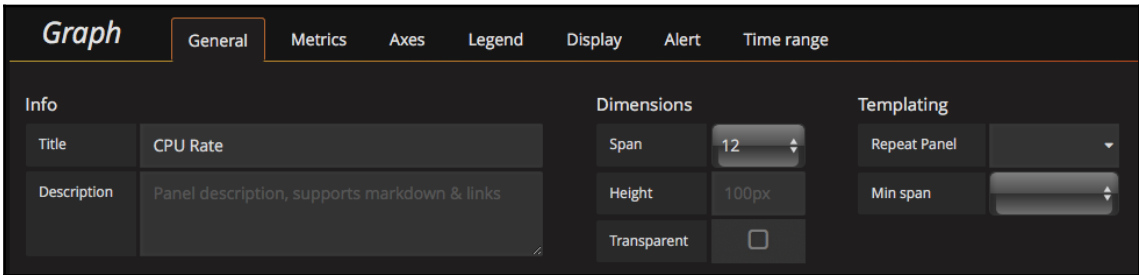 Graph General Metrics Axes Legend Display Alert Time range
Info Dimensions Templating
Title CPU Rate Span 12 Repeat Panel
Description Panel description, supports markdown & links Height 100px Min span
Transparent